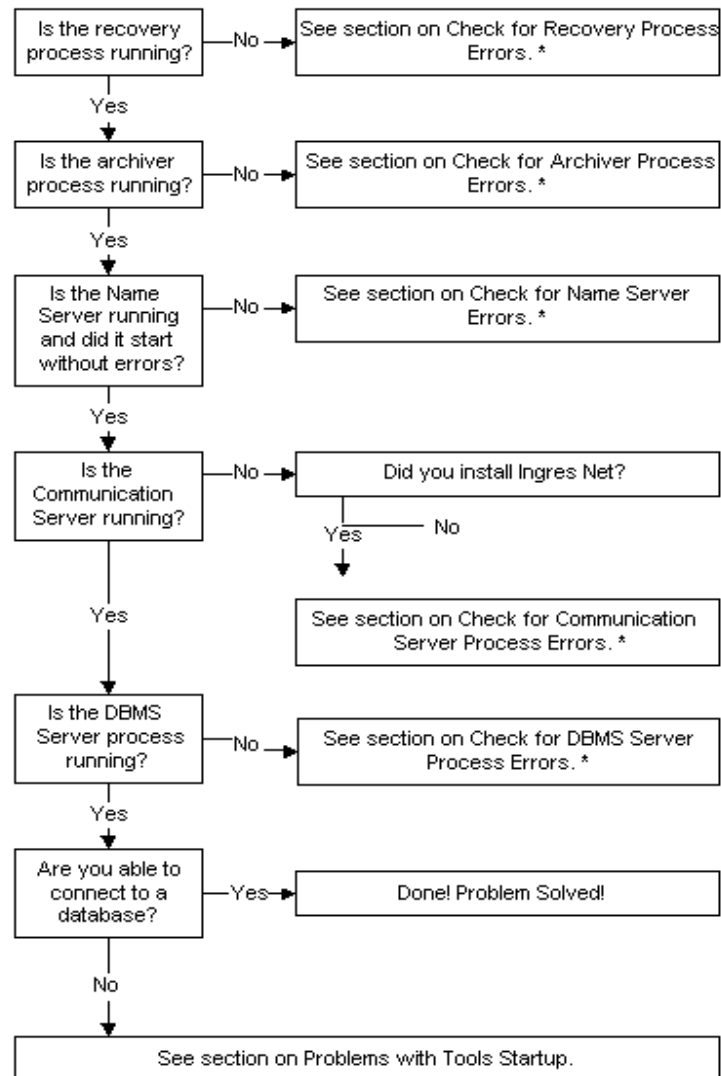 Is the recovery
process running?
No
See section on Check for Recovery Process
Errors. *
Yes
Is the archiver
process running?
No
See section on Check for Archiver Process
Errors. *
Yes
Is the Name
Server running
and did it start
without errors?
No
See section on Check for Name Server
Errors. *
Yes
Is the
Communication
Server running?
No
Did you install Ingres Net?
Yes
No
Yes
See section on Check for Communication
Server Process Errors. *
Is the DBMS
Server process
running?
No
See section on Check for DBMS Server
Process Errors. *
Yes
Are you able to
connect to a
database?
Yes
Done! Problem Solved!
No
See section on Problems with Tools Startup.